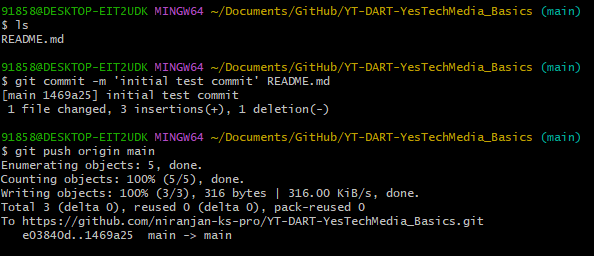 91858@DESKTOP-EIT2UDK MINGW64 ~/Documents/GitHub/YT-DART-YesTechMedia_Basics (main)
$ ls
README.md
91858@DESKTOP-EIT2UDK MINGW64 ~/Documents/GitHub/YT-DART-YesTechMedia_Basics (main)
$ git commit -m 'initial test commit' README.md
[main 1469a25] initial test commit
1 file changed, 3 insertions(+), 1 deletion(-)
91858@DESKTOP-EIT2UDK MINGW64 ~/Documents/GitHub/YT-DART-YesTechMedia_Basics (main)
$ git push origin main
Enumerating objects: 5, done.
Counting objects: 100% (5/5), done.
Writing objects: 100% (3/3), 316 bytes | 316.00 KiB/s, done.
Total 3 (delta 0), reused 0 (delta 0), pack-reused 0
To https://github.com/niranjan-ks-pro/YT-DART-YesTechMedia_Basics.git
e03840d..1469a25  main -> main